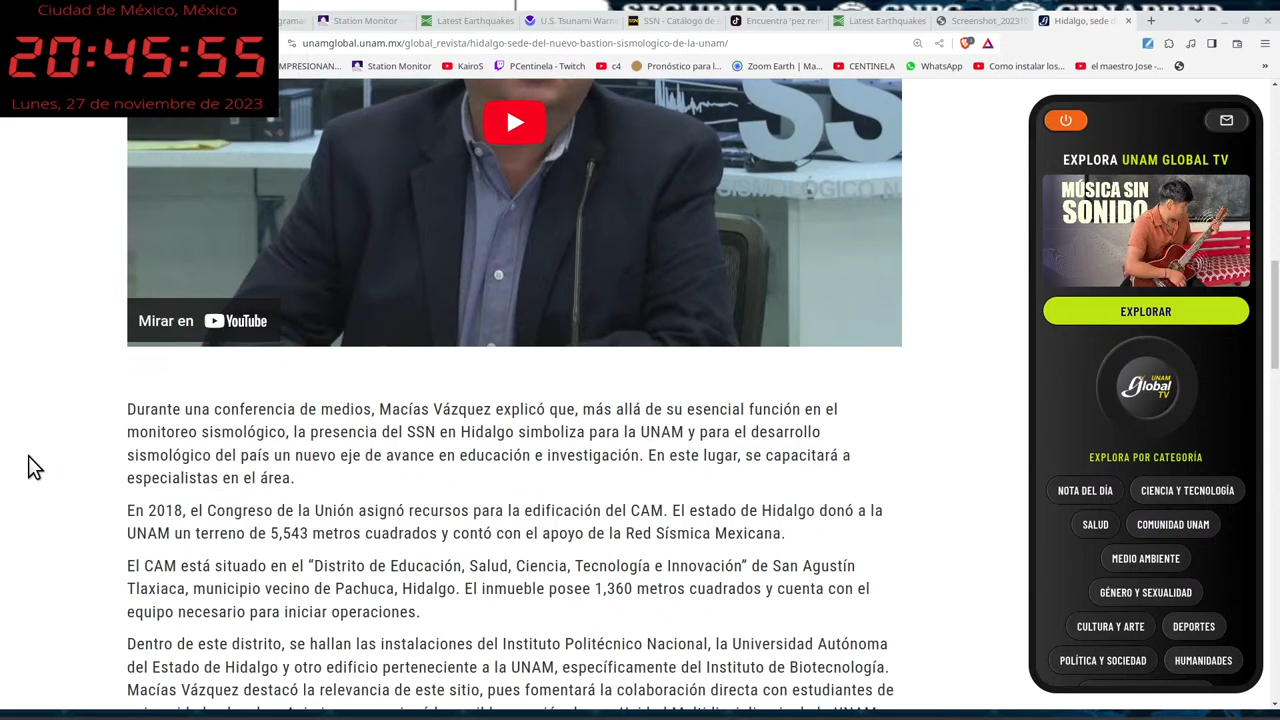 Ciudad de México, México
20:45:55
Lunes, 27 de noviembre de 2023
Station Monitor
Latest Earthquakes
U.S. Tsunami Warn
SSN - Catálogo de
Encuentra 'pez rem
Latest Earthquakes
Screenshot_20231
Hidalgo, sede d
unamglobal.unam.mx/global_revista/hidalgo-sede-del-nuevo-bastion-sismologico-de-la-unam/
MPRESIONAN...
Station Monitor
KairoS
PCentinela - Twitch
c4
Pronóstico para l...
Zoom Earth | Ma...
CENTINELA
WhatsApp
Como instalar los...
el maestro Jose -...
SS
SISMOLÓGICO N
Mirar en YouTube
Durante una conferencia de medios, Macías Vázquez explicó que, más allá de su esencial función en el
monitoreo sismológico, la presencia del SSN en Hidalgo simboliza para la UNAM y para el desarrollo
sismológico del país un nuevo eje de avance en educación e investigación. En este lugar, se capacitará a
especialistas en el área.
En 2018, el Congreso de la Unión asignó recursos para la edificación del CAM. El estado de Hidalgo donó a la
UNAM un terreno de 5,543 metros cuadrados y contó con el apoyo de la Red Sísmica Mexicana.
El CAM está situado en el “Distrito de Educación, Salud, Ciencia, Tecnología e Innovación” de San Agustín
Tlaxiaca, municipio vecino de Pachuca, Hidalgo. El inmueble posee 1,360 metros cuadrados y cuenta con el
equipo necesario para iniciar operaciones.
Dentro de este distrito, se hallan las instalaciones del Instituto Politécnico Nacional, la Universidad Autónoma
del Estado de Hidalgo y otro edificio perteneciente a la UNAM, específicamente del Instituto de Biotecnología.
Macías Vázquez destacó la relevancia de este sitio, pues fomentará la colaboración directa con estudiantes de
EXPLORA UNAM GLOBAL TV
MÚSICA SIN
SONIDO
EXPLORAR
UNAM
Global
TV
EXPLORA POR CATEGORÍA
NOTA DEL DÍA
CIENCIA Y TECNOLOGÍA
SALUD
COMUNIDAD UNAM
MEDIO AMBIENTE
GÉNERO Y SEXUALIDAD
CULTURA Y ARTE
DEPORTES
POLÍTICA Y SOCIEDAD
HUMANIDADES